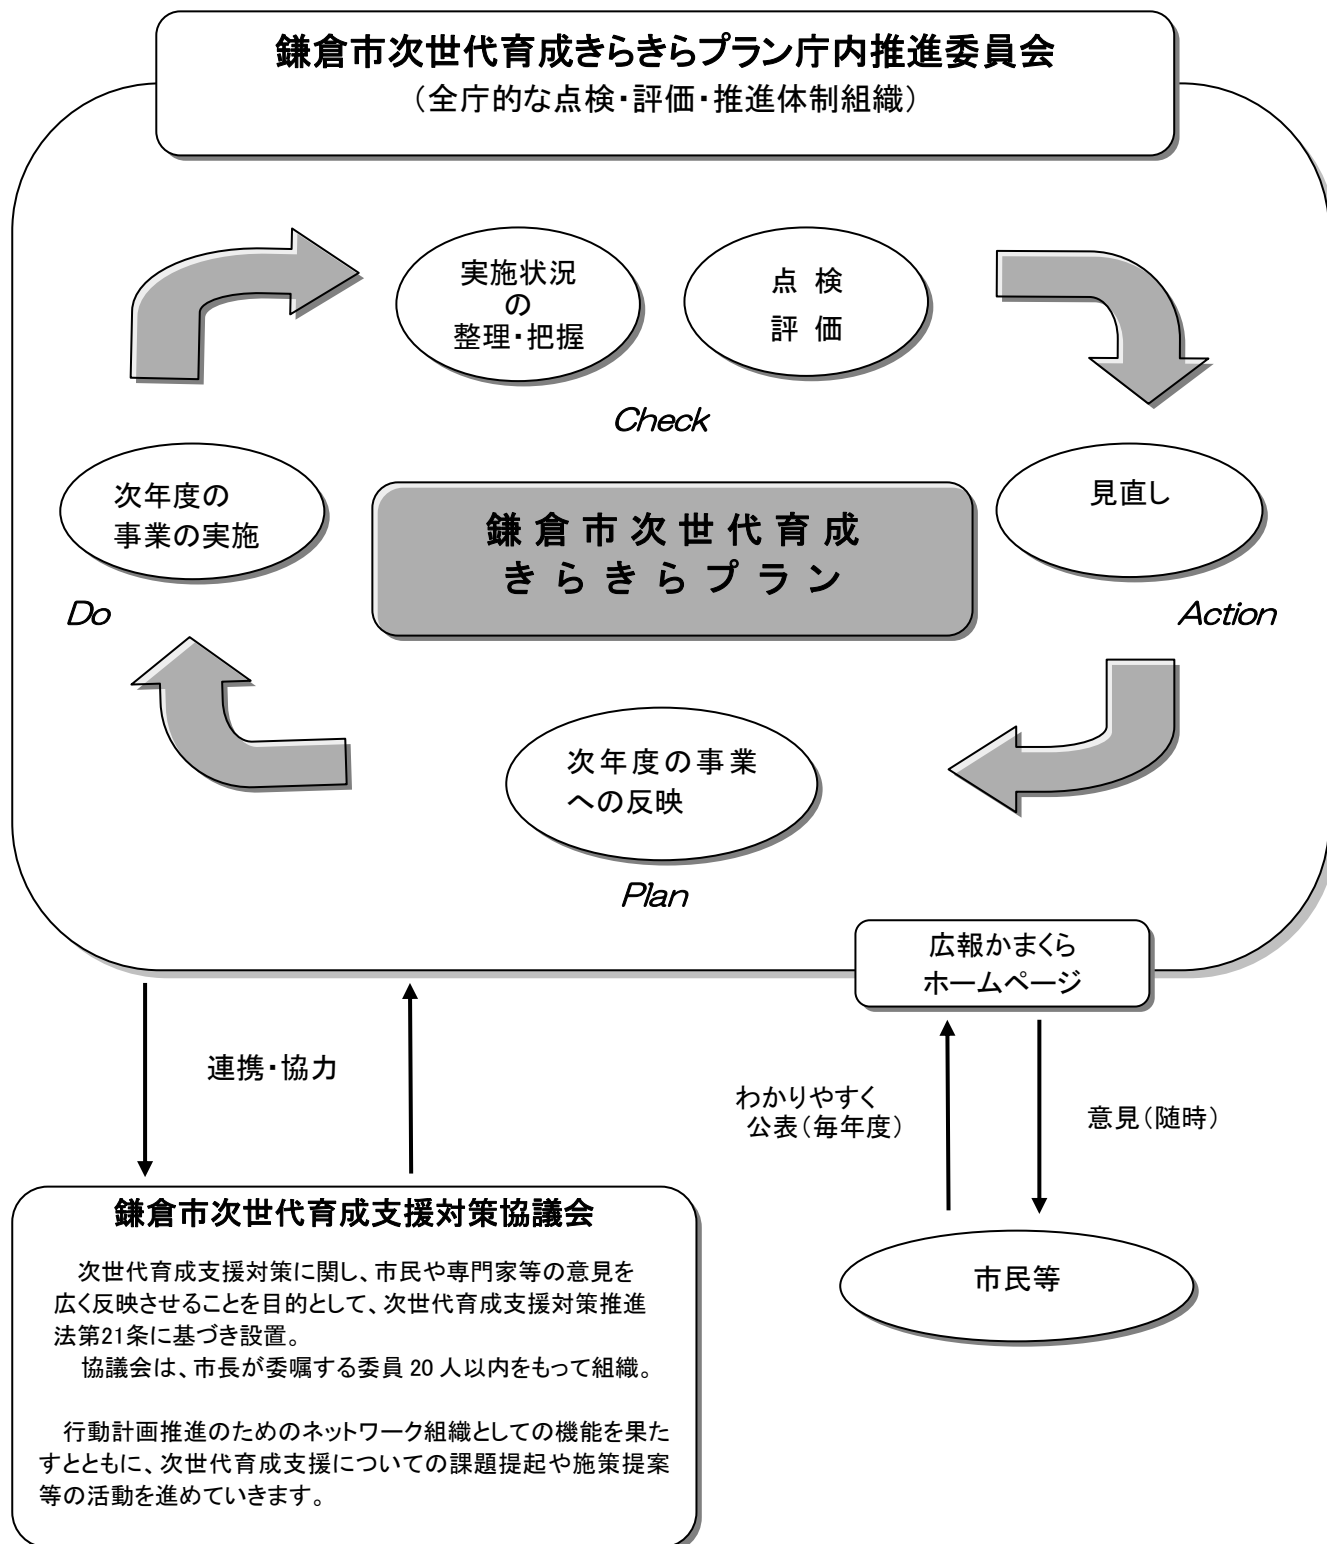 鎌倉市次世代育成きらきらプラン庁内推進委員会
（全庁的な点検・評価・推進体制組織）
実施状況
の
整理・把握
点 検
評 価
Check
次年度の
事業の実施
Do
鎌倉市次世代育成
きらきらプラン
見直し
Action
次年度の事業
への反映
Plan
広報かまくら
ホームページ
連携・協力
わかりやすく
公表（毎年度）
意見（随時）
鎌倉市次世代育成支援対策協議会
次世代育成支援対策に関し、市民や専門家等の意見を
広く反映させることを目的として、次世代育成支援対策推進
法第21条に基づき設置。
協議会は、市長が委嘱する委員 20 人以内をもって組織。
行動計画推進のためのネットワーク組織としての機能を果た
すとともに、次世代育成支援についての課題提起や施策提案
等の活動を進めていきます。
市民等